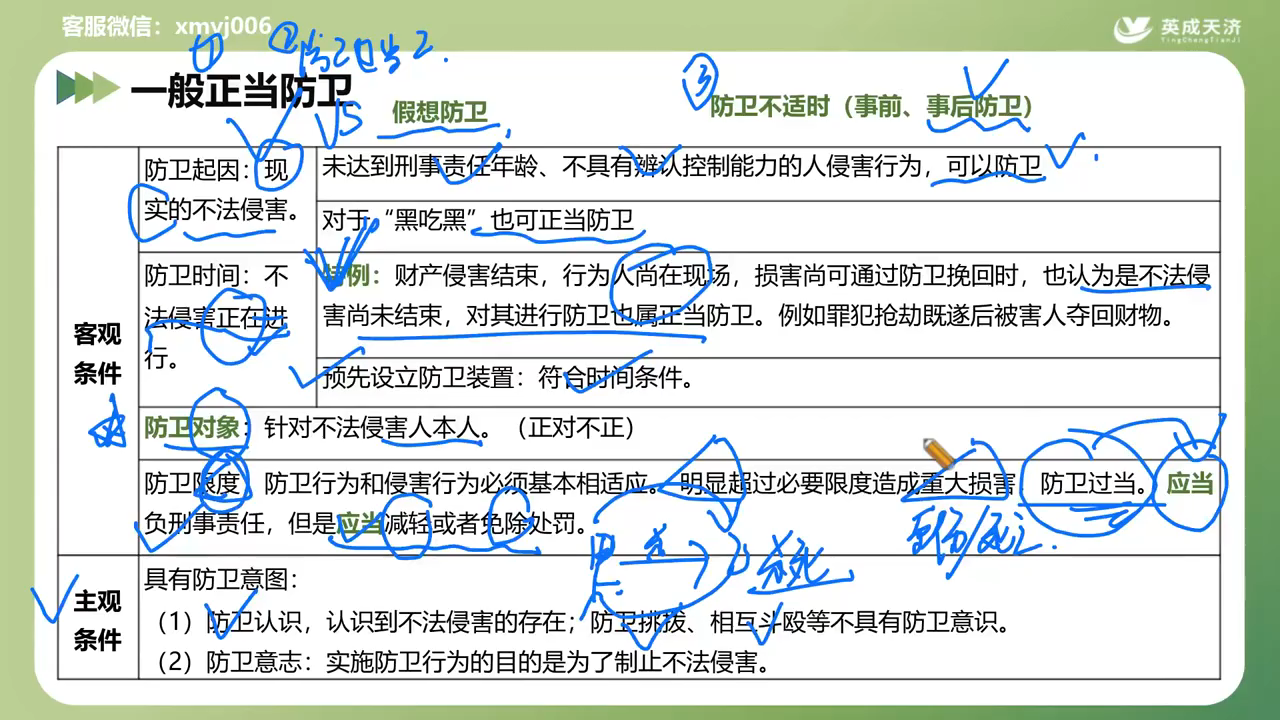 客服微信：xmvj006
英成天济
YingChengTianJi
① ②
③
一般正当防卫
VS
假想防卫
防卫不适时（事前、事后防卫）
客观条件
防卫起因：现实的不法侵害。
未达到刑事责任年龄、不具有辨认控制能力的人侵害行为，可以防卫
对于“黑吃黑”也可正当防卫
防卫时间：不法侵害正在进行。
特例：财产侵害结束，行为人尚在现场，损害尚可通过防卫挽回时，也认为是不法侵
害尚未结束，对其进行防卫也属正当防卫。例如罪犯抢劫既遂后被害人夺回财物。
预先设立防卫装置：符合时间条件。
防卫对象：针对不法侵害人本人。（正对不正）
防卫限度：防卫行为和侵害行为必须基本相适应。明显超过必要限度造成重大损害 防卫过当。应当
负刑事责任，但是应当减轻或者免除处罚。
重伤/死亡.
主观条件
具有防卫意图：
（1）防卫认识，认识到不法侵害的存在；防卫挑拨、相互斗殴等不具有防卫意识。
（2）防卫意志：实施防卫行为的目的是为了制止不法侵害。